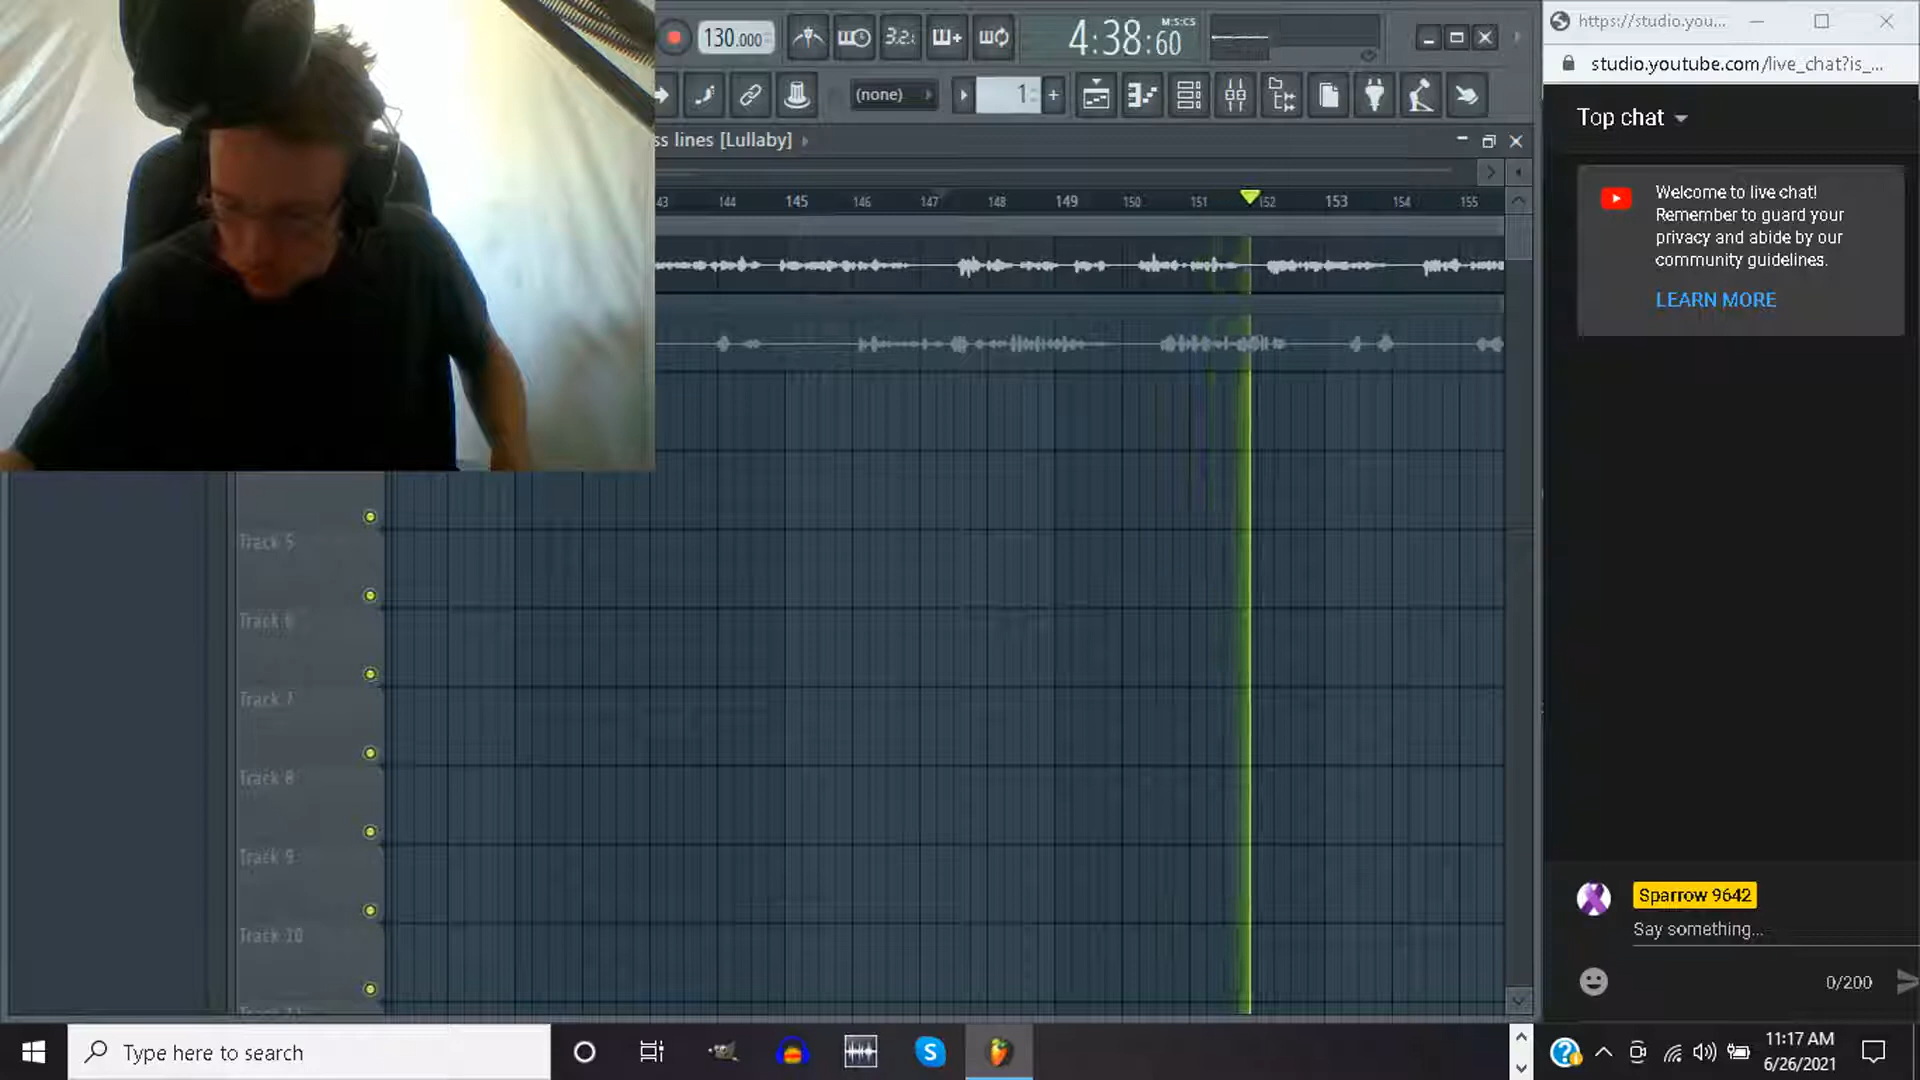 130.000
3.2:
4:38:60
M:S:CS
https://studio.you...
studio.youtube.com/live_chat?is_...
(none)
1
ss lines [Lullaby]
43
144
145
146
147
148
149
150
151
152
153
154
155
Top chat
Welcome to live chat!
Remember to guard your
privacy and abide by our
community guidelines.
LEARN MORE
Track 5
Track 6
Track 7
Track 8
Track 9
Track 10
Sparrow 9642
Say something...
0/200
Type here to search
11:17 AM
6/26/2021